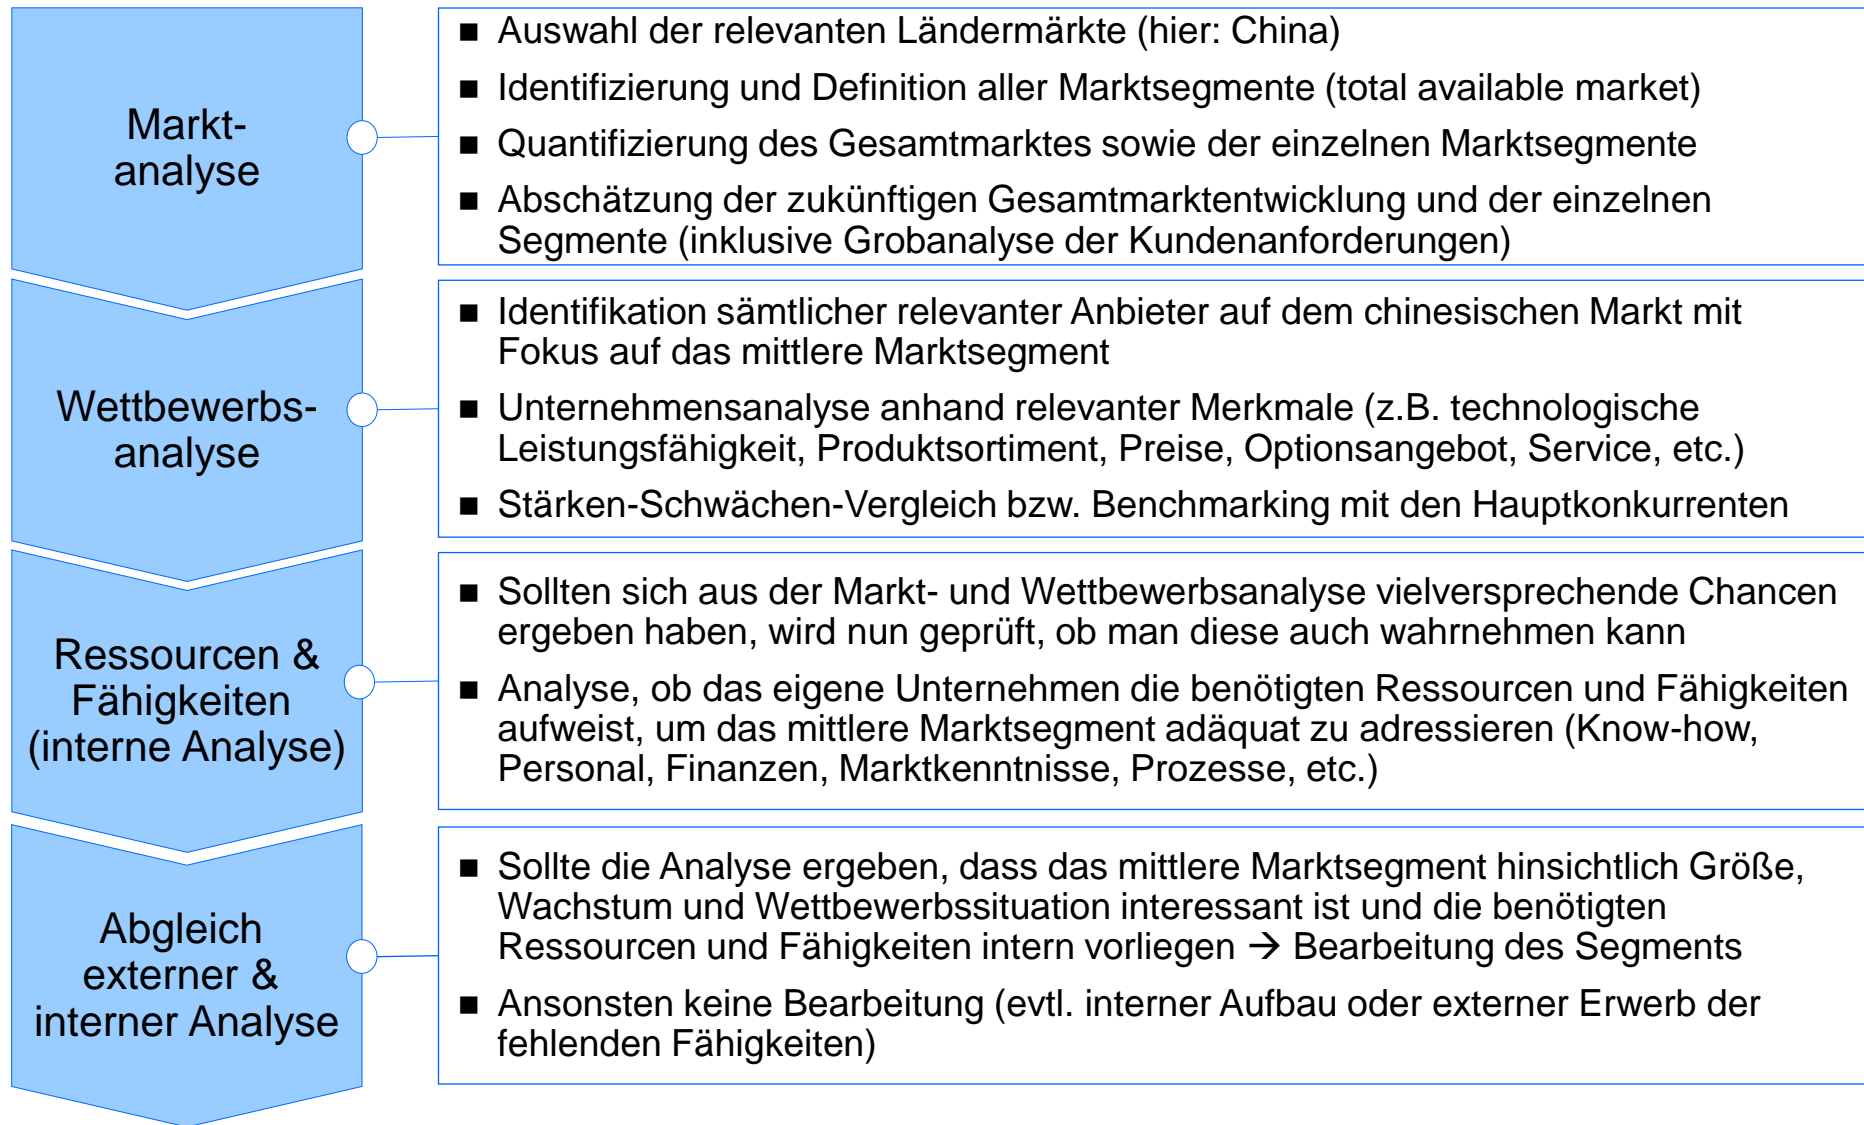 Markt-
analyse
■ Auswahl der relevanten Ländermärkte (hier: China)
■ Identifizierung und Definition aller Marktsegmente (total available market)
■ Quantifizierung des Gesamtmarktes sowie der einzelnen Marktsegmente
■ Abschätzung der zukünftigen Gesamtmarktentwicklung und der einzelnen
Segmente (inklusive Grobanalyse der Kundenanforderungen)
Wettbewerbs-
analyse
■ Identifikation sämtlicher relevanter Anbieter auf dem chinesischen Markt mit
Fokus auf das mittlere Marktsegment
■ Unternehmensanalyse anhand relevanter Merkmale (z.B. technologische
Leistungsfähigkeit, Produktsortiment, Preise, Optionsangebot, Service, etc.)
■ Stärken-Schwächen-Vergleich bzw. Benchmarking mit den Hauptkonkurrenten
Ressourcen &
Fähigkeiten
(interne Analyse)
■ Sollten sich aus der Markt- und Wettbewerbsanalyse vielversprechende Chancen
ergeben haben, wird nun geprüft, ob man diese auch wahrnehmen kann
■ Analyse, ob das eigene Unternehmen die benötigten Ressourcen und Fähigkeiten
aufweist, um das mittlere Marktsegment adäquat zu adressieren (Know-how,
Personal, Finanzen, Marktkenntnisse, Prozesse, etc.)
Abgleich
externer &
interner Analyse
■ Sollte die Analyse ergeben, dass das mittlere Marktsegment hinsichtlich Größe,
Wachstum und Wettbewerbssituation interessant ist und die benötigten
Ressourcen und Fähigkeiten intern vorliegen → Bearbeitung des Segments
■ Ansonsten keine Bearbeitung (evtl. interner Aufbau oder externer Erwerb der
fehlenden Fähigkeiten)